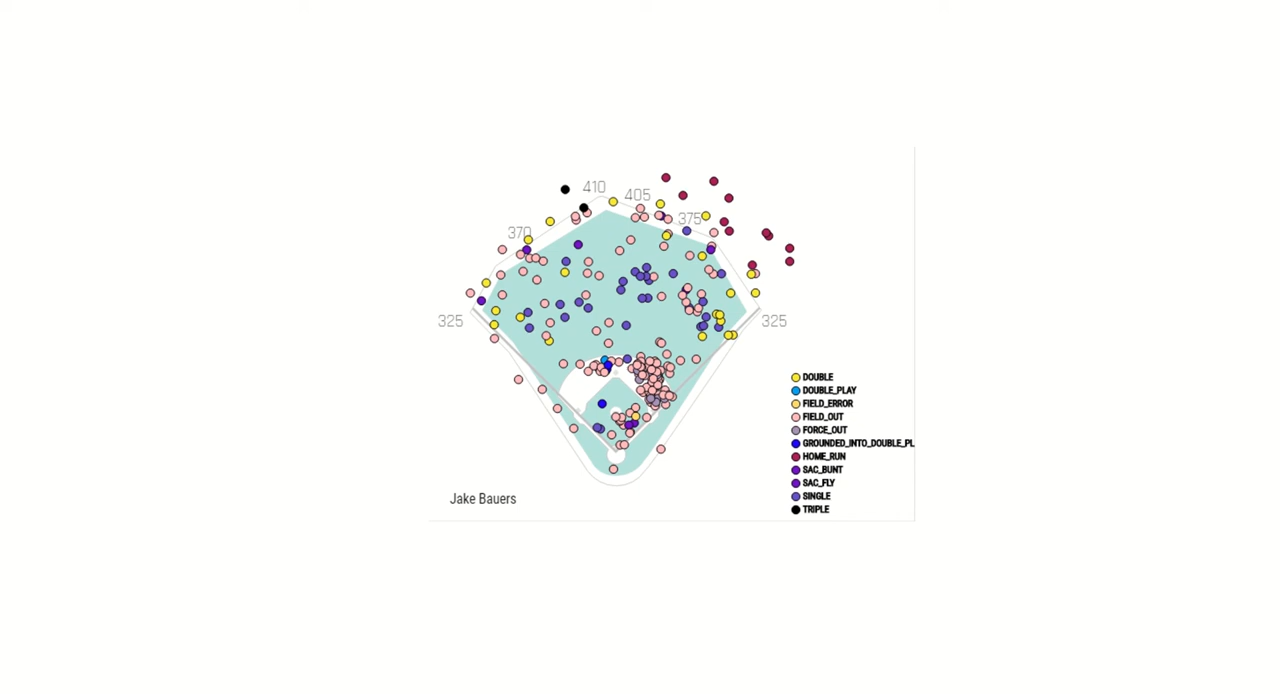 410
405
375
370
325
325
DOUBLE
DOUBLE_PLAY
FIELD_ERROR
FIELD_OUT
FORCE_OUT
GROUNDED_INTO_DOUBLE_PL
HOME_RUN
SAC_BUNT
SAC_FLY
SINGLE
TRIPLE
Jake Bauers